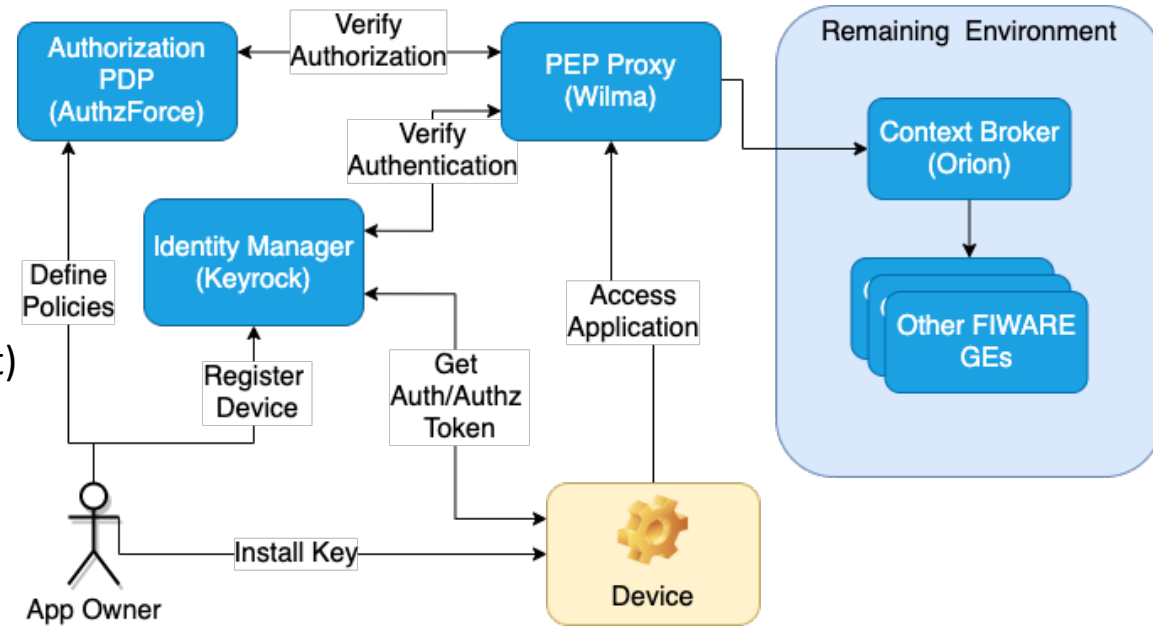 Authorization
PDP
(AuthzForce)
Verify
Authorization
PEP Proxy
(Wilma)
Remaining Environment
Context Broker
(Orion)
Verify
Authentication
Identity Manager
(Keyrock)
Define
Policies
Access
Application
Other FIWARE
GEs
t)
Register
Device
Get
Auth/Authz
Token
Install Key
Device
App Owner